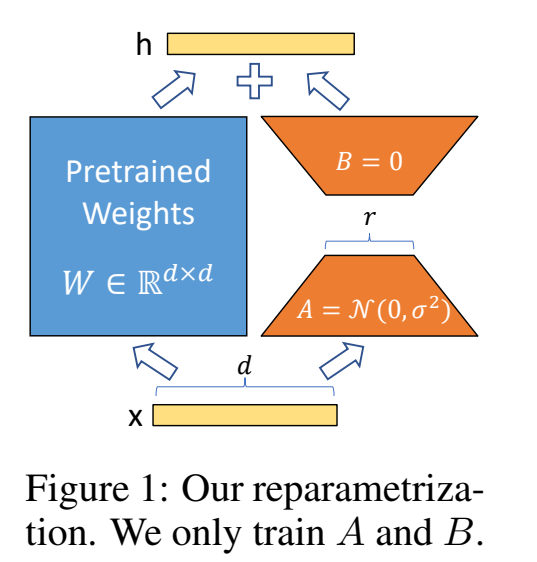 h
Pretrained
Weights
W ∈ ℝ^{d×d}
B = 0
r
A = 𝒩(0, σ²)
d
x
Figure 1: Our reparametriza-
tion. We only train A and B.